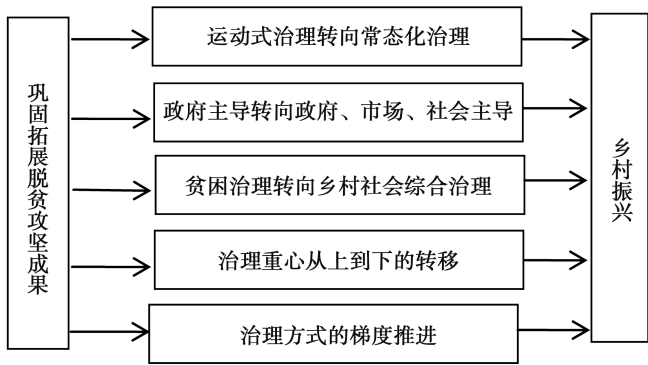 巩固拓展脱贫攻坚成果
运动式治理转向常态化治理
政府主导转向政府、市场、社会主导
贫困治理转向乡村社会综合治理
治理重心从上到下的转移
治理方式的梯度推进
乡村振兴